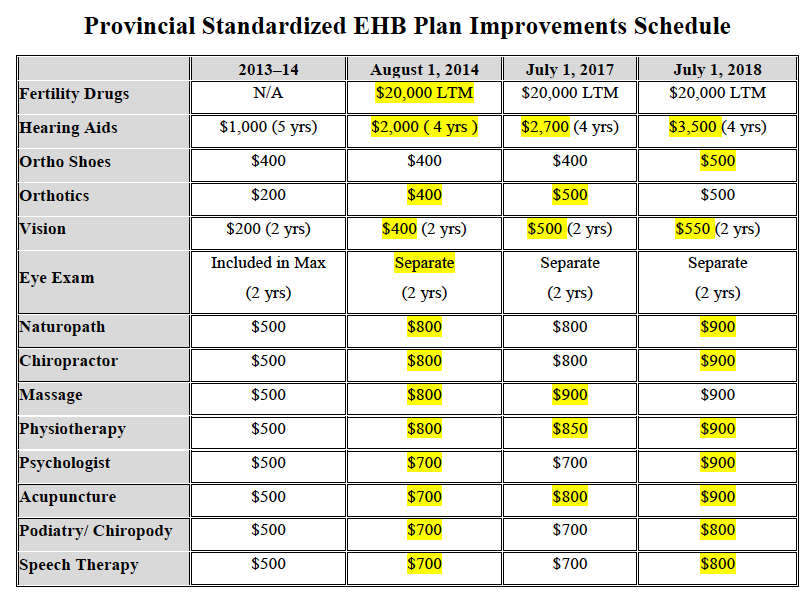 Provincial Standardized EHB Plan Improvements Schedule
2013–14 August 1, 2014 July 1, 2017 July 1, 2018
Fertility Drugs N/A $20,000 LTM $20,000 LTM $20,000 LTM
Hearing Aids $1,000 (5 yrs) $2,000 ( 4 yrs ) $2,700 (4 yrs) $3,500 (4 yrs)
Ortho Shoes $400 $400 $400 $500
Orthotics $200 $400 $500 $500
Vision $200 (2 yrs) $400 (2 yrs) $500 (2 yrs) $550 (2 yrs)
Eye Exam Included in Max Separate Separate Separate
(2 yrs) (2 yrs) (2 yrs) (2 yrs)
Naturopath $500 $800 $800 $900
Chiropractor $500 $800 $800 $900
Massage $500 $800 $900 $900
Physiotherapy $500 $800 $850 $900
Psychologist $500 $700 $700 $900
Acupuncture $500 $700 $800 $900
Podiatry/ Chiropody $500 $700 $700 $800
Speech Therapy $500 $700 $700 $800